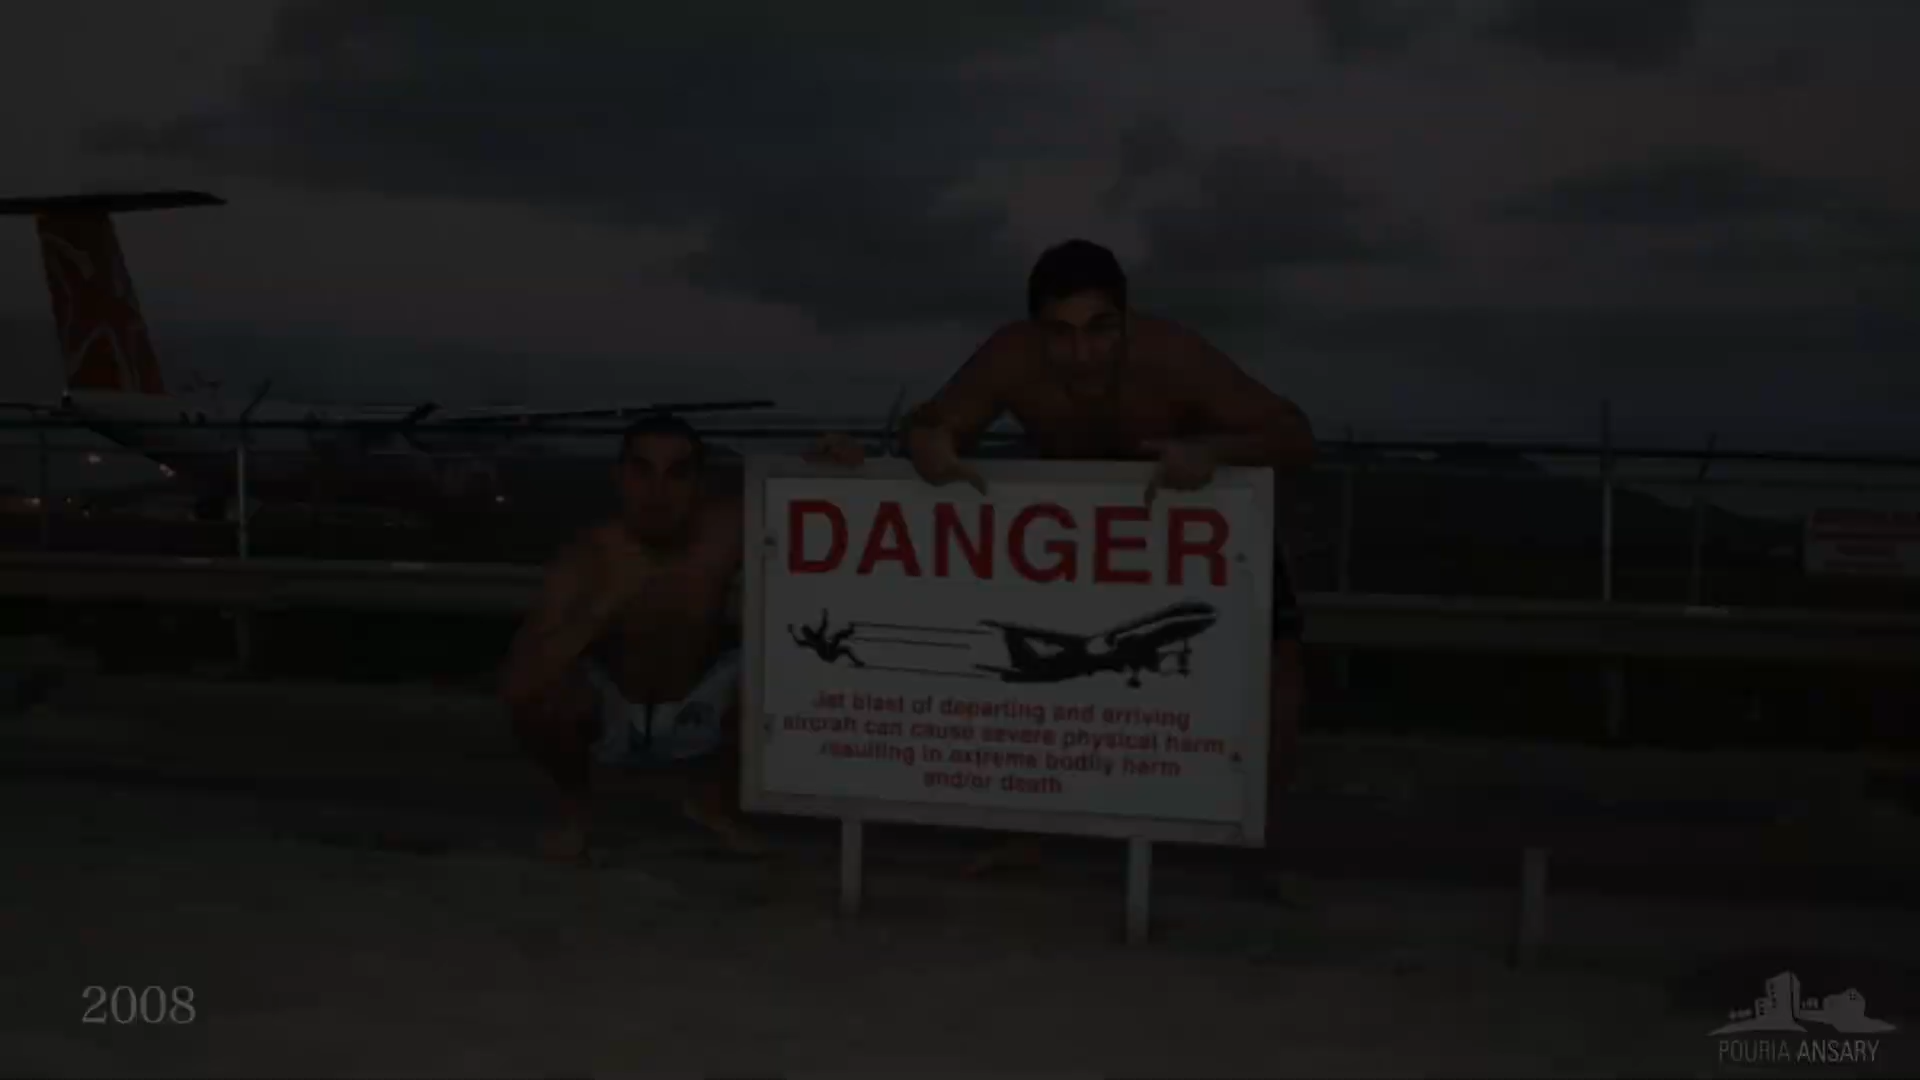 DANGER
Jet blast of departing and arriving
aircraft can cause severe physical harm
resulting in extreme bodily harm
and/or death
2008
POURIA ANSARY